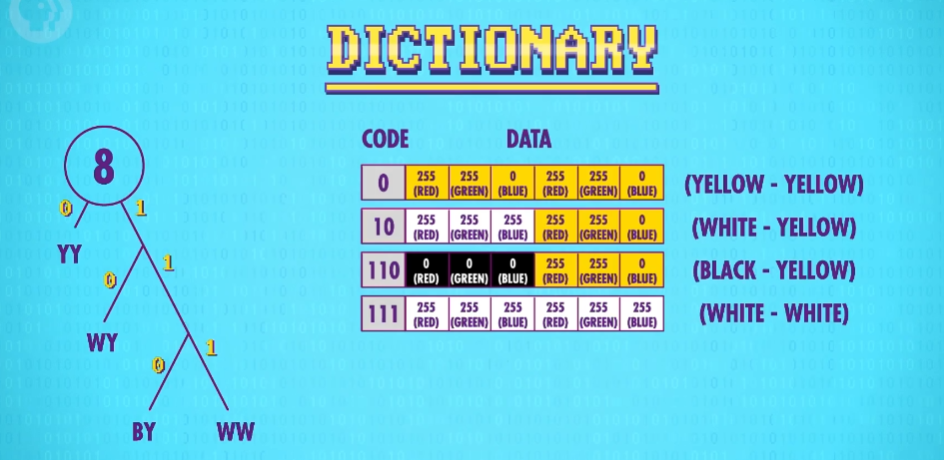 DICTIONARY
CODE DATA
0 255 (RED) 255 (GREEN) 0 (BLUE) 255 (RED) 255 (GREEN) 0 (BLUE) (YELLOW - YELLOW)
10 255 (RED) 255 (GREEN) 255 (BLUE) 255 (RED) 255 (GREEN) 0 (BLUE) (WHITE - YELLOW)
110 0 (RED) 0 (GREEN) 0 (BLUE) 255 (RED) 255 (GREEN) 0 (BLUE) (BLACK - YELLOW)
111 255 (RED) 255 (GREEN) 255 (BLUE) 255 (RED) 255 (GREEN) 255 (BLUE) (WHITE - WHITE)
8
0 1
YY
0 1
WY
0 1
BY WW